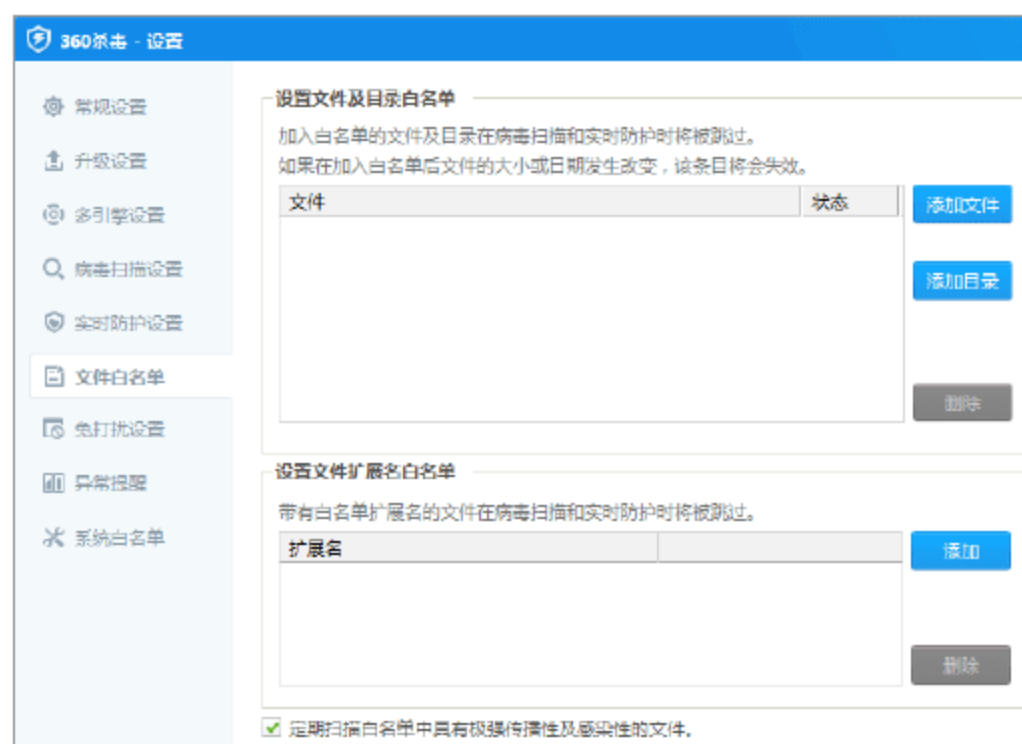 360杀毒 - 设置
常规设置
升级设置
多引擎设置
病毒扫描设置
实时防护设置
文件白名单
免打扰设置
异常提醒
系统白名单
设置文件及目录白名单
加入白名单的文件及目录在病毒扫描和实时防护时将被跳过。
如果在加入白名单后文件的大小或日期发生改变，该条目将会失效。
文件 状态
添加文件
添加目录
删除
设置文件扩展名白名单
带有白名单扩展名的文件在病毒扫描和实时防护时将被跳过。
扩展名
添加
删除
定期扫描白名单中具有极强传播性及感染性的文件。